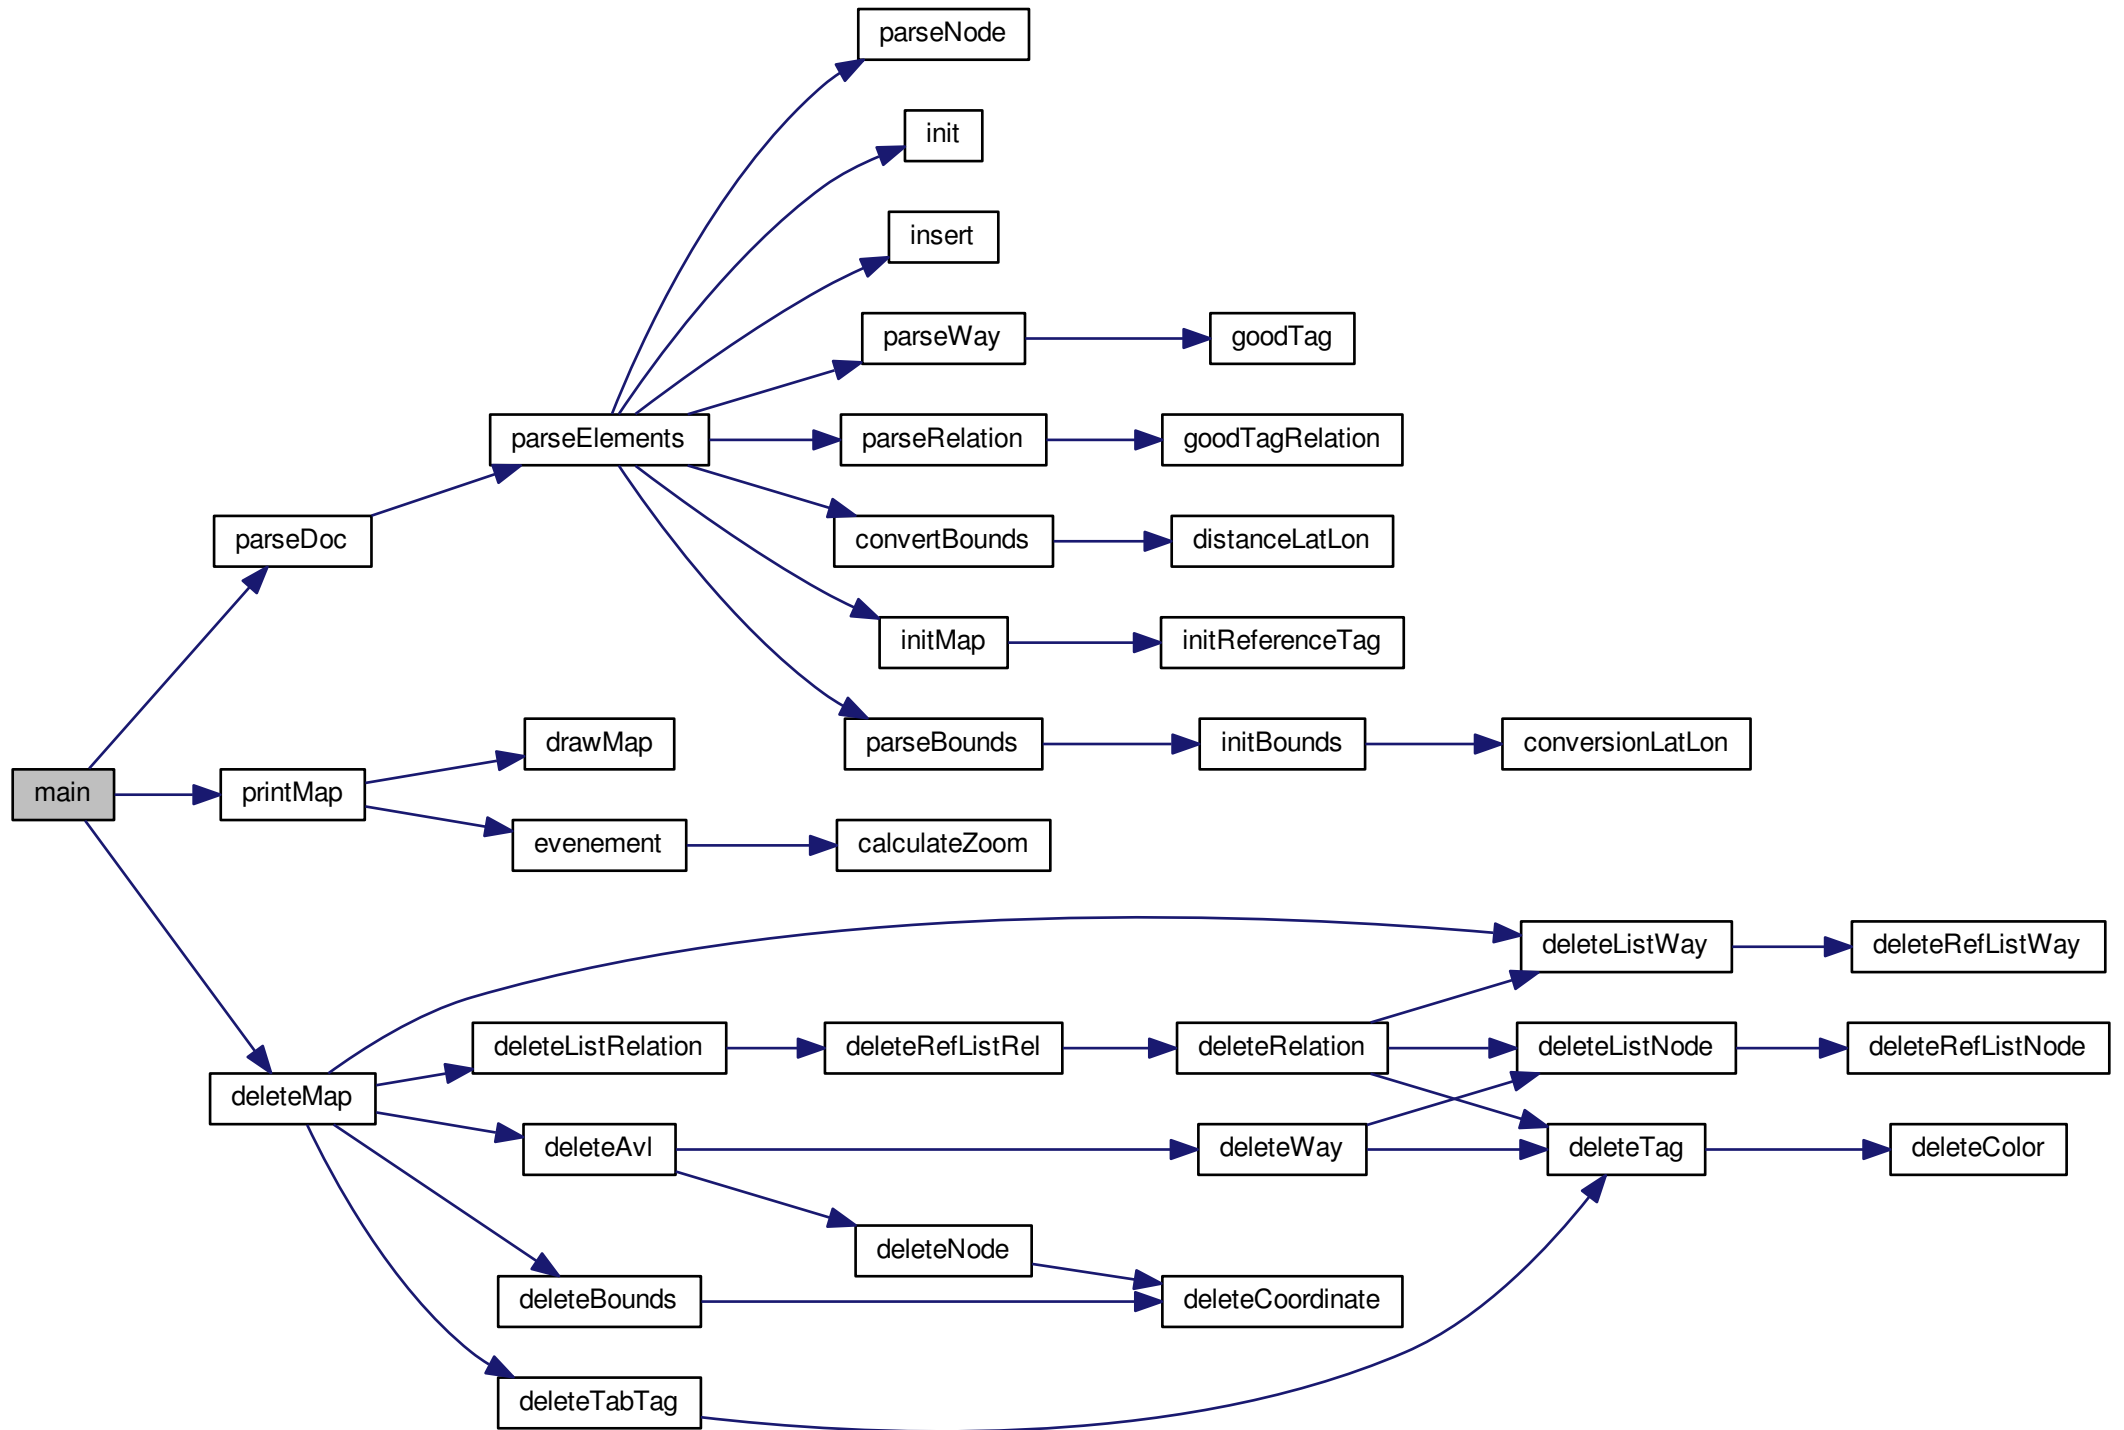 parseNode
init
insert
parseWay
goodTag
parseElements
parseRelation
goodTagRelation
parseDoc
convertBounds
distanceLatLon
initMap
initReferenceTag
drawMap
parseBounds
initBounds
conversionLatLon
main
printMap
evenement
calculateZoom
deleteListWay
deleteRefListWay
deleteListRelation
deleteRefListRel
deleteRelation
deleteListNode
deleteRefListNode
deleteMap
deleteAvl
deleteWay
deleteTag
deleteColor
deleteNode
deleteBounds
deleteCoordinate
deleteTabTag